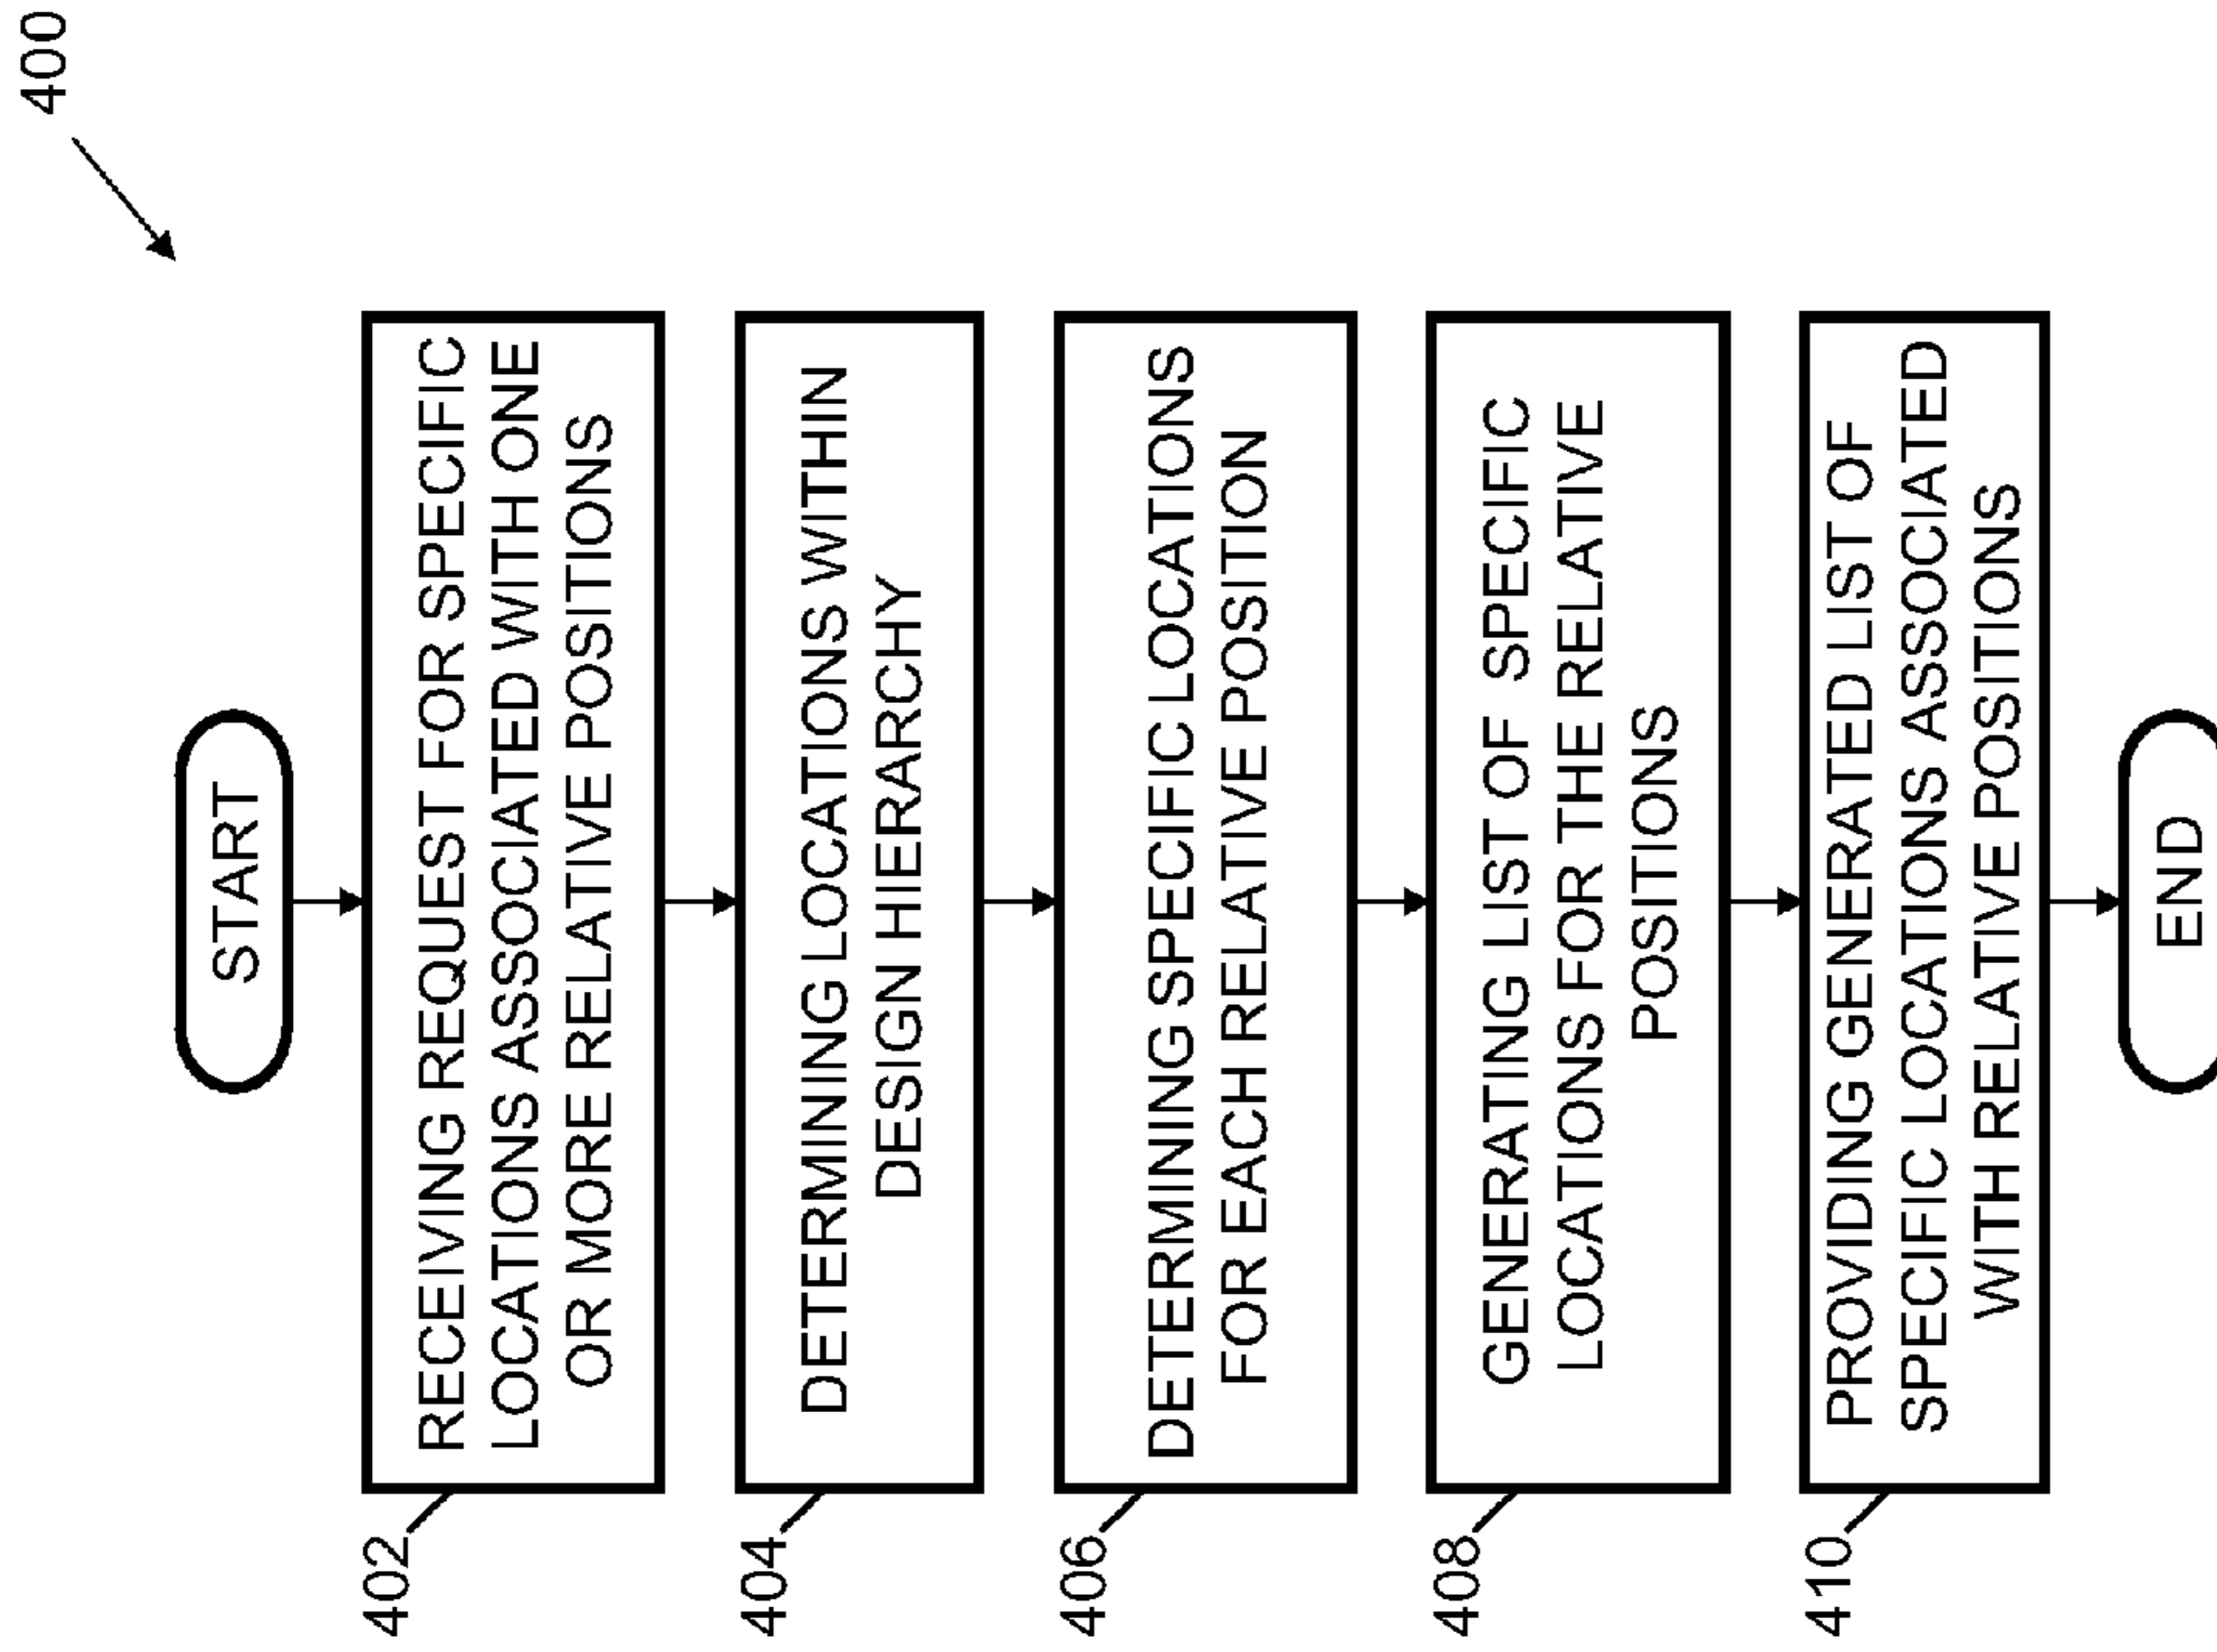 400
START
402
RECEIVING REQUEST FOR SPECIFIC
LOCATIONS ASSOCIATED WITH ONE
OR MORE RELATIVE POSITIONS
404
DETERMINING LOCATIONS WITHIN
DESIGN HIERARCHY
406
DETERMINING SPECIFIC LOCATIONS
FOR EACH RELATIVE POSITION
408
GENERATING LIST OF SPECIFIC
LOCATIONS FOR THE RELATIVE
POSITIONS
410
PROVIDING GENERATED LIST OF
SPECIFIC LOCATIONS ASSOCIATED
WITH RELATIVE POSITIONS
END